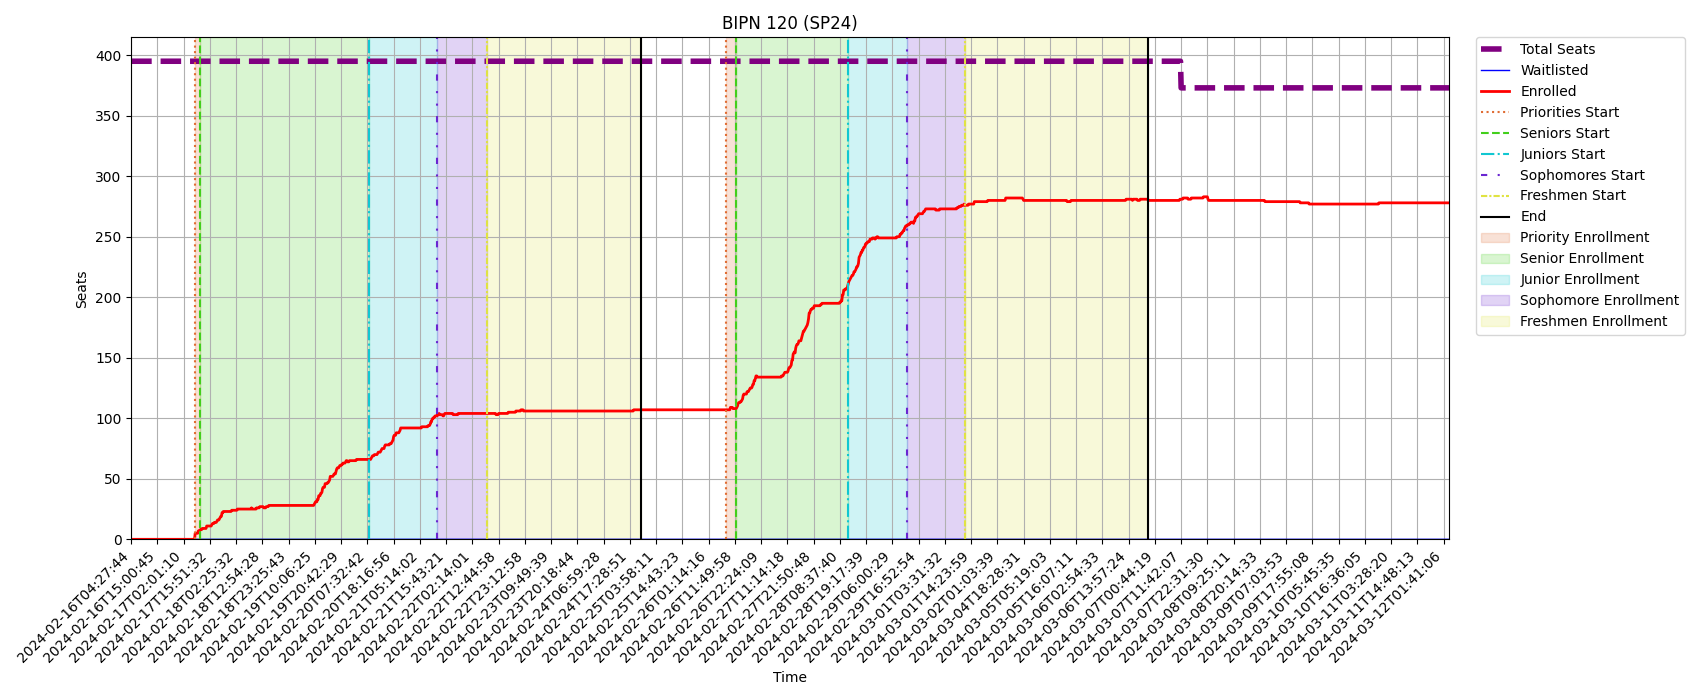 BIPN 120 (SP24)
400
350
300
250
200
150
100
50
0
Seats
2024-02-16T04:27:44
2024-02-16T15:00:45
2024-02-17T02:01:10
2024-02-17T15:51:32
2024-02-18T02:25:32
2024-02-18T12:54:28
2024-02-18T23:25:43
2024-02-19T10:06:25
2024-02-19T20:42:29
2024-02-20T07:32:42
2024-02-20T18:16:56
2024-02-21T05:14:02
2024-02-21T15:43:21
2024-02-22T02:14:01
2024-02-22T12:44:58
2024-02-22T23:12:58
2024-02-23T09:49:39
2024-02-23T20:18:44
2024-02-24T06:59:28
2024-02-24T17:28:51
2024-02-25T03:58:11
2024-02-25T14:43:23
2024-02-26T01:14:16
2024-02-26T11:49:58
2024-02-26T22:24:09
2024-02-27T11:14:18
2024-02-27T21:50:48
2024-02-28T08:37:40
2024-02-28T19:17:39
2024-02-29T06:00:29
2024-02-29T16:52:54
2024-03-01T03:31:32
2024-03-01T14:23:59
2024-03-02T01:03:39
2024-03-04T18:28:31
2024-03-05T05:19:03
2024-03-05T16:07:11
2024-03-06T02:54:33
2024-03-06T13:57:24
2024-03-07T00:44:19
2024-03-07T11:42:07
2024-03-07T22:31:30
2024-03-08T09:25:11
2024-03-08T20:14:33
2024-03-09T07:03:53
2024-03-09T17:55:08
2024-03-10T05:45:35
2024-03-10T16:36:05
2024-03-11T03:28:20
2024-03-11T14:48:13
2024-03-12T01:41:06
Time
Total Seats
Waitlisted
Enrolled
Priorities Start
Seniors Start
Juniors Start
Sophomores Start
Freshmen Start
End
Priority Enrollment
Senior Enrollment
Junior Enrollment
Sophomore Enrollment
Freshmen Enrollment